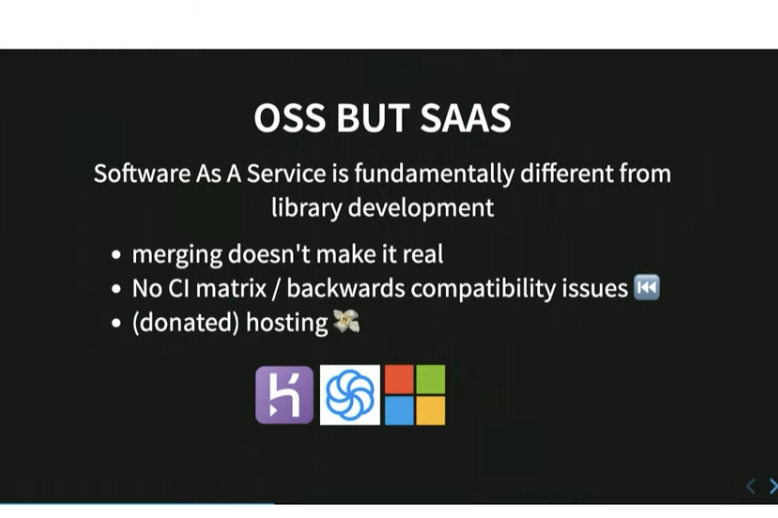 OSS BUT SAAS
Software As A Service is fundamentally different from
library development
• merging doesn't make it real
• No CI matrix / backwards compatibility issues ⏮️
• (donated) hosting 💸